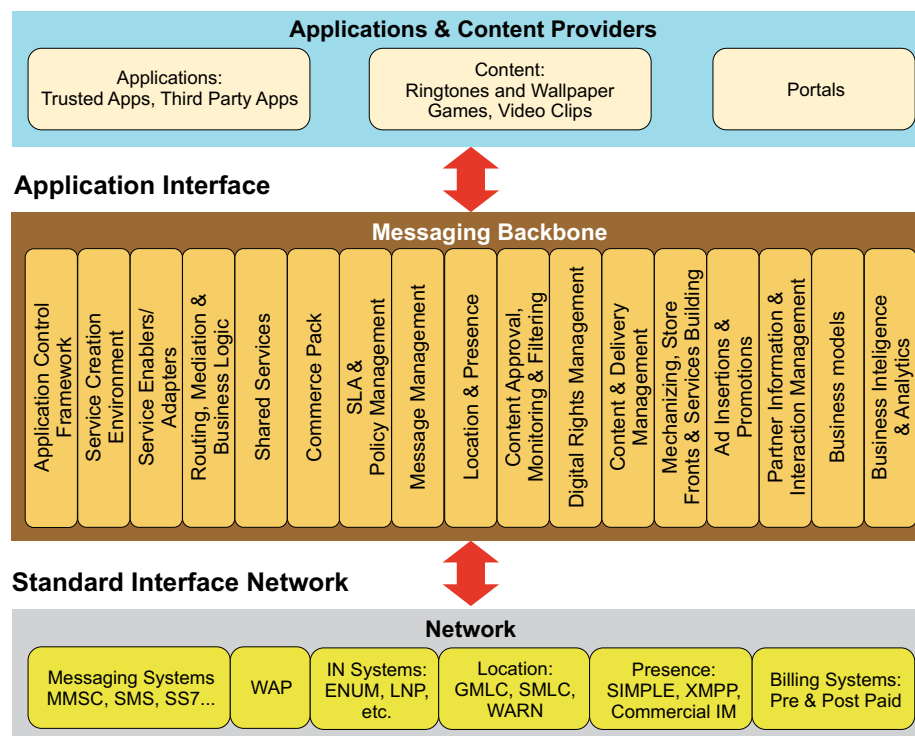 Applications & Content Providers
Applications:
Trusted Apps, Third Party Apps
Content:
Ringtones and Wallpaper
Games, Video Clips
Portals
Application Interface
Messaging Backbone
Application Control
Framework
Service Creation
Environment
Service Enablers/
Adapters
Routing, Mediation &
Business Logic
Shared Services
Commerce Pack
SLA &
Policy Management
Message Management
Location & Presence
Content Approval,
Monitoring & Filtering
Digital Rights Management
Content & Delivery
Management
Mechanizing, Store
Fronts & Services Building
Ad Insertions &
Promotions
Partner Information &
Interaction Management
Business models
Business Inteligence
& Analytics
Standard Interface Network
Network
Messaging Systems
MMSC, SMS, SS7...
WAP
IN Systems:
ENUM, LNP,
etc.
Location:
GMLC, SMLC,
WARN
Presence:
SIMPLE, XMPP,
Commercial IM
Billing Systems:
Pre & Post Paid